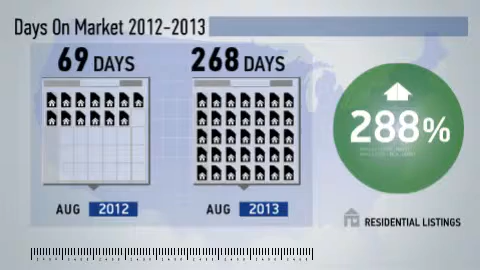 Days On Market 2012-2013
69 DAYS
268 DAYS
288%
AUG 2012
AUG 2013
RESIDENTIAL LISTINGS